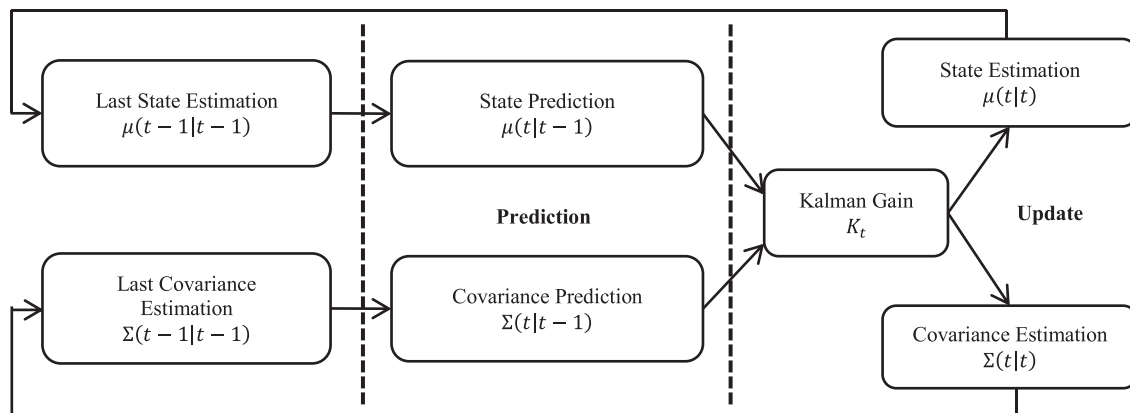 Last State Estimation
μ(t − 1|t − 1)
State Prediction
μ(t|t − 1)
State Estimation
μ(t|t)
Kalman Gain
K_t
Prediction
Update
Last Covariance
Estimation
Σ(t − 1|t − 1)
Covariance Prediction
Σ(t|t − 1)
Covariance Estimation
Σ(t|t)